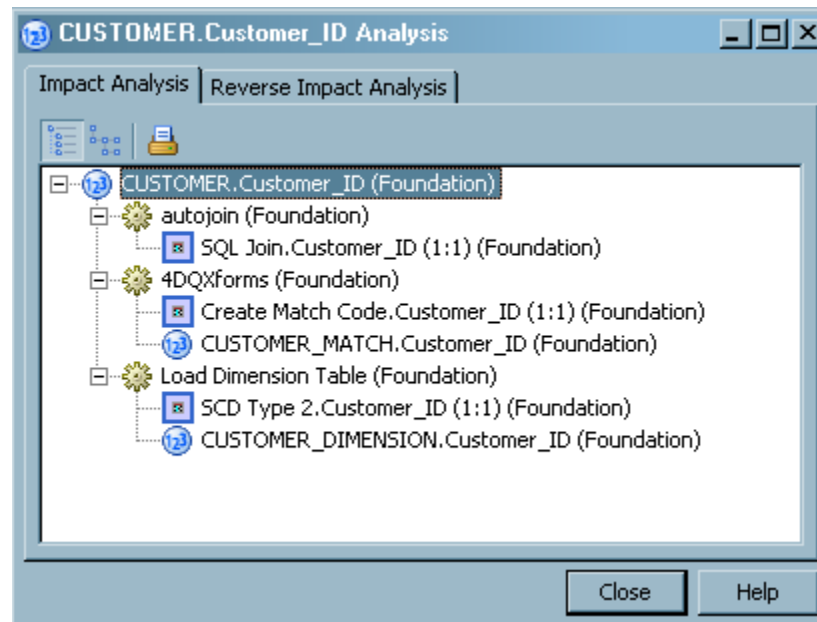 CUSTOMER.Customer_ID Analysis
Impact Analysis Reverse Impact Analysis
CUSTOMER.Customer_ID (Foundation)
autojoin (Foundation)
SQL Join.Customer_ID (1:1) (Foundation)
4DQXforms (Foundation)
Create Match Code.Customer_ID (1:1) (Foundation)
CUSTOMER_MATCH.Customer_ID (Foundation)
Load Dimension Table (Foundation)
SCD Type 2.Customer_ID (1:1) (Foundation)
CUSTOMER_DIMENSION.Customer_ID (Foundation)
Close Help